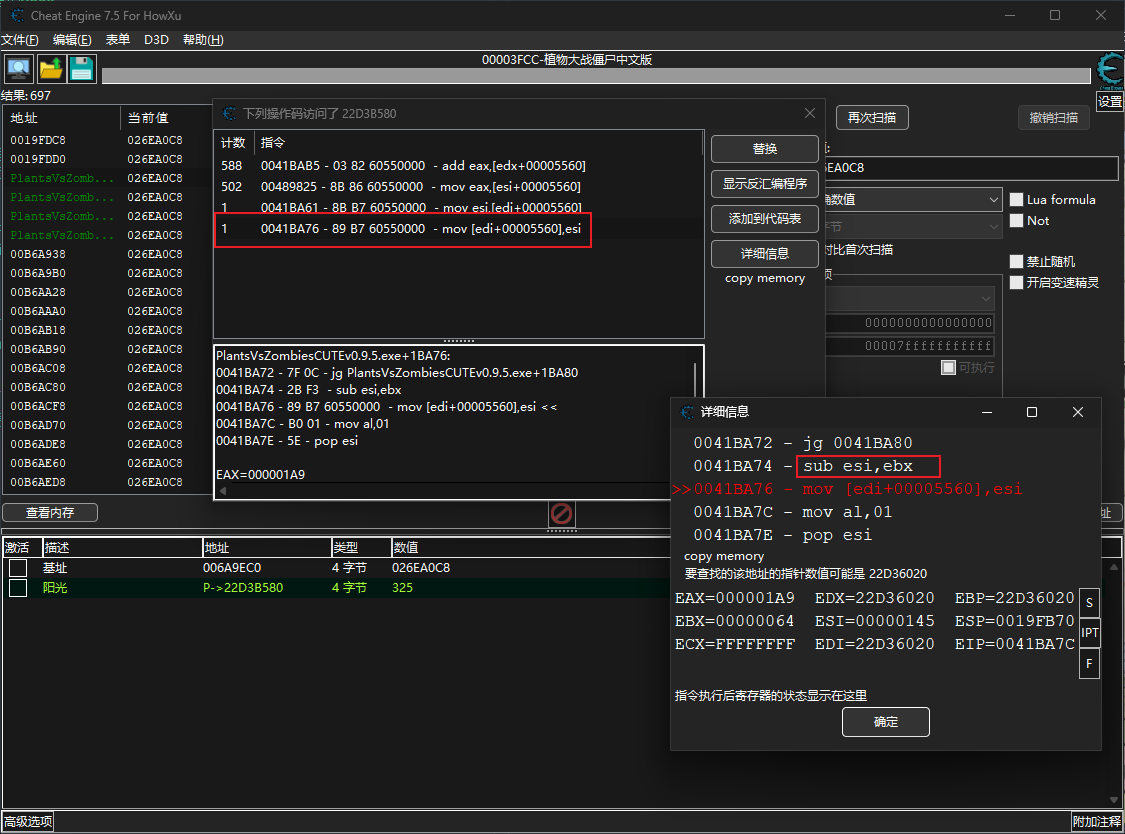 Cheat Engine 7.5 For HowXu
文件(F) 编辑(E) 表单 D3D 帮助(H)
00003FCC-植物大战僵尸中文版
结果: 697
设置
地址 当前值
0019FDC8 026EA0C8
0019FDD0 026EA0C8
PlantsVsZomb... 026EA0C8
PlantsVsZomb... 026EA0C8
PlantsVsZomb... 026EA0C8
PlantsVsZomb... 026EA0C8
00B6A938 026EA0C8
00B6A9B0 026EA0C8
00B6AA28 026EA0C8
00B6AAA0 026EA0C8
00B6AB18 026EA0C8
00B6AB90 026EA0C8
00B6AC08 026EA0C8
00B6AC80 026EA0C8
00B6ACF8 026EA0C8
00B6AD70 026EA0C8
00B6ADE8 026EA0C8
00B6AE60 026EA0C8
00B6AED8 026EA0C8
查看内存
下列操作码访问了 22D3B580
计数 指令
588 0041BAB5 - 03 82 60550000 - add eax,[edx+00005560]
502 00489825 - 8B 86 60550000 - mov eax,[esi+00005560]
1 0041BA61 - 8B B7 60550000 - mov esi,[edi+00005560]
1 0041BA76 - 89 B7 60550000 - mov [edi+00005560],esi
替换
显示反汇编程序
添加到代码表
详细信息
copy memory
PlantsVsZombiesCUTEv0.9.5.exe+1BA76:
0041BA72 - 7F 0C - jg PlantsVsZombiesCUTEv0.9.5.exe+1BA80
0041BA74 - 2B F3 - sub esi,ebx
0041BA76 - 89 B7 60550000 - mov [edi+00005560],esi <<
0041BA7C - B0 01 - mov al,01
0041BA7E - 5E - pop esi
EAX=000001A9
再次扫描 撤销扫描
EA0C8
确数值
Lua formula
字节
Not
对比首次扫描
禁止随机
项
开启变速精灵
0000000000000000
00007fffffffffff
可执行
址
详细信息
0041BA72 - jg 0041BA80
0041BA74 - sub esi,ebx
>>0041BA76 - mov [edi+00005560],esi
0041BA7C - mov al,01
0041BA7E - pop esi
copy memory
要查找的该地址的指针数值可能是 22D36020
EAX=000001A9 EDX=22D36020 EBP=22D36020
EBX=00000064 ESI=00000145 ESP=0019FB70
ECX=FFFFFFFF EDI=22D36020 EIP=0041BA7C
S
IPT
F
指令执行后寄存器的状态显示在这里
确定
激活 描述 地址 类型 数值
基址 006A9EC0 4 字节 026EA0C8
阳光 P->22D3B580 4 字节 325
高级选项 附加注释